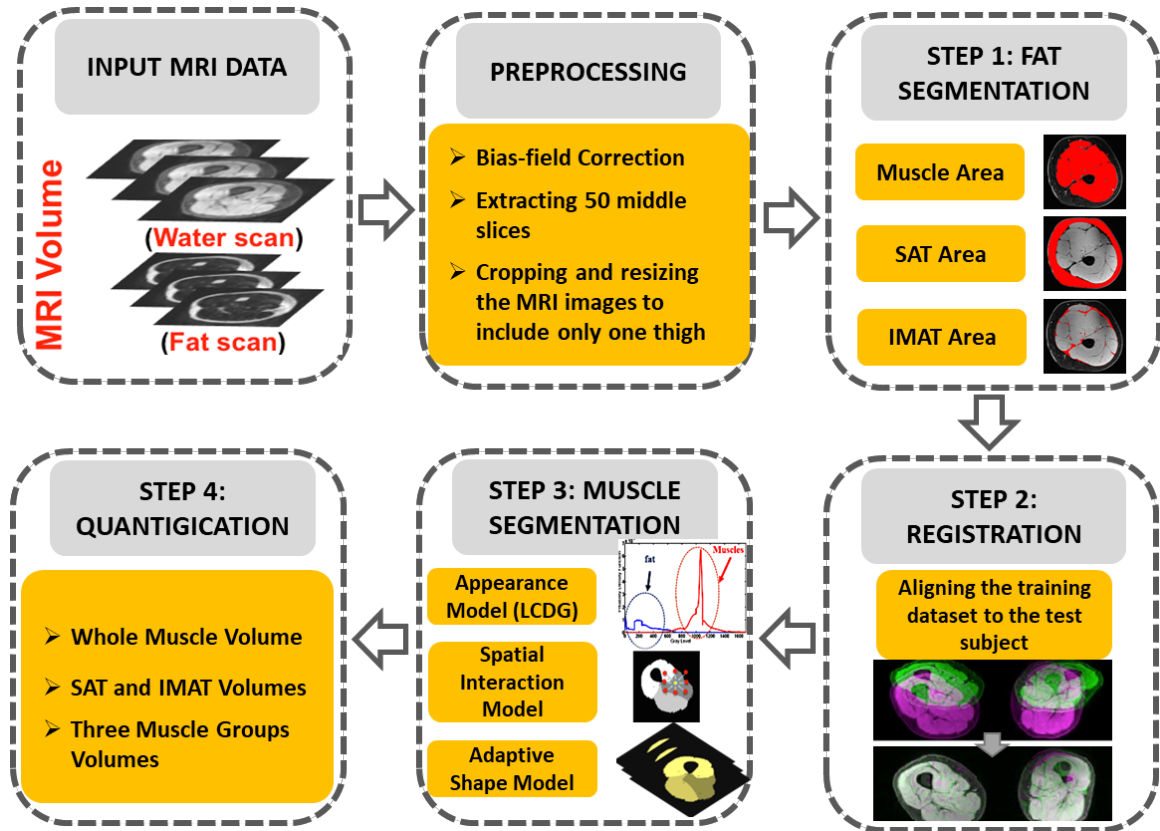 INPUT MRI DATA
MRI Volume
(Water scan)
(Fat scan)
PREPROCESSING
➢ Bias-field Correction
➢ Extracting 50 middle
slices
➢ Cropping and resizing
the MRI images to
include only one thigh
STEP 1: FAT
SEGMENTATION
Muscle Area
SAT Area
IMAT Area
STEP 2:
REGISTRATION
Aligning the training
dataset to the test
subject
STEP 3: MUSCLE
SEGMENTATION
Appearance
Model (LCDG)
fat
Muscles
Gray Level
Spatial
Interaction
Model
Adaptive
Shape Model
STEP 4:
QUANTIGICATION
➢ Whole Muscle Volume
➢ SAT and IMAT Volumes
➢ Three Muscle Groups
Volumes